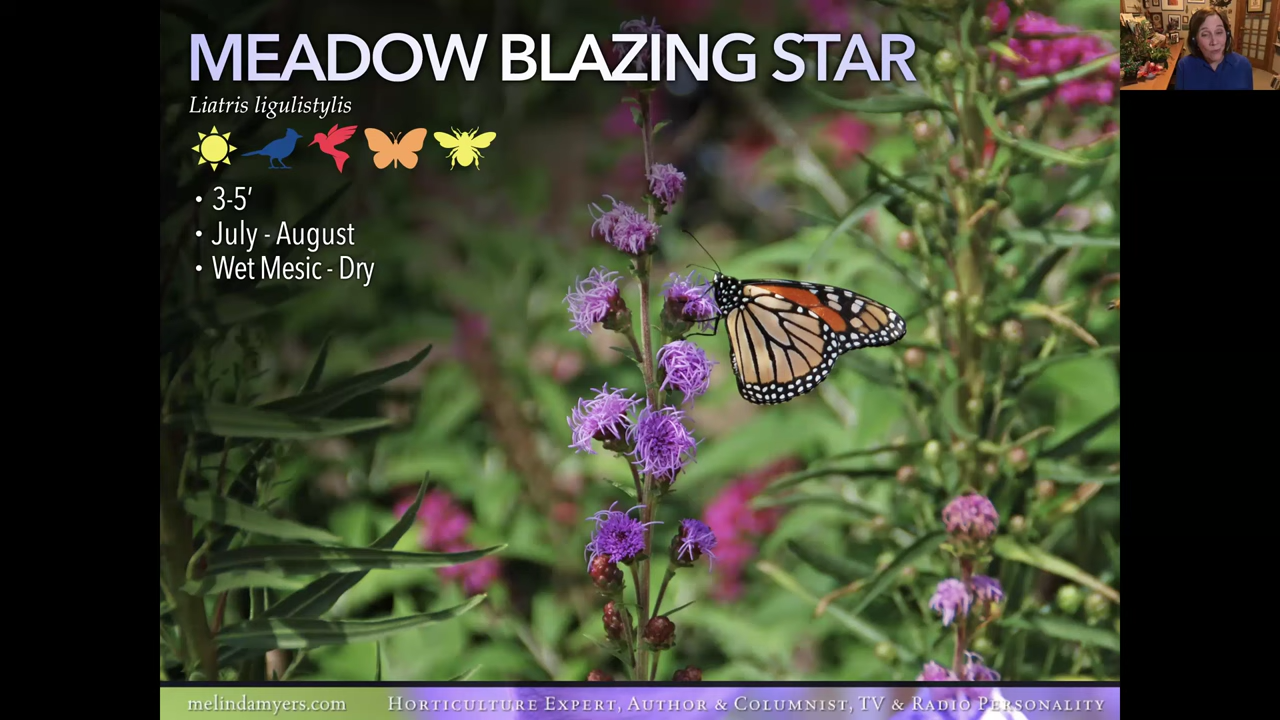 MEADOW BLAZING STAR
Liatris ligulistylis
• 3-5'
• July - August
• Wet Mesic - Dry
melindamyers.com Horticulture Expert, Author & Columnist, TV & Radio Personality